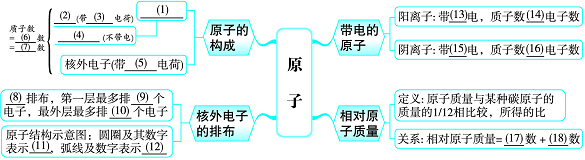 质子数
=(6)数
=(7)数
(2)(带(3)电荷)
(1)
(4)(不带电)
核外电子(带(5)电荷)
原子的
构成
(8)排布，第一层最多排(9)个
电子，最外层最多排(10)个电子
原子结构示意图：圆圈及其数字
表示(11)，弧线及数字表示(12)
核外电子
的排布
原
子
带电的
原子
阳离子：带(13)电，质子数(14)电子数
阴离子：带(15)电，质子数(16)电子数
相对原
子质量
定义：原子质量与某种碳原子的
质量的1/12相比较，所得的比
关系：相对原子质量=(17)数+(18)数